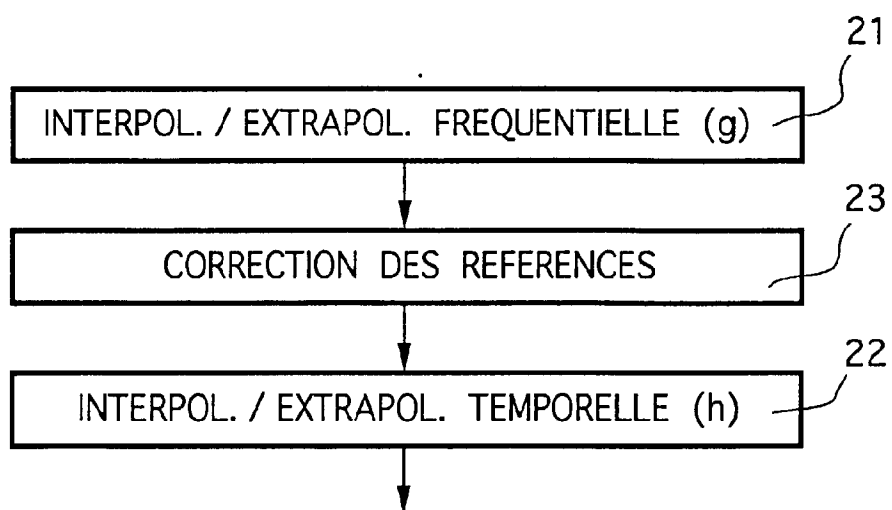 21
INTERPOL. / EXTRAPOL. FREQUENTIELLE (g)
23
CORRECTION DES REFERENCES
22
INTERPOL. / EXTRAPOL. TEMPORELLE (h)